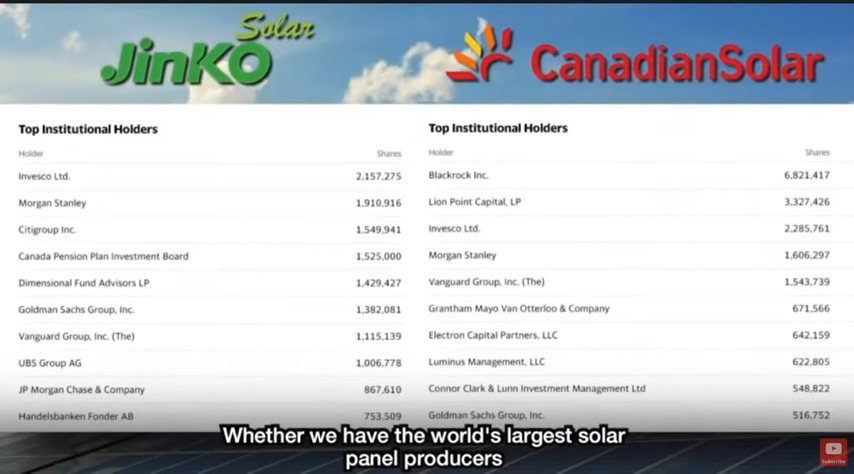 Solar
JinKO
CanadianSolar
Top Institutional Holders
Holder Shares
Invesco Ltd. 2,157,275
Morgan Stanley 1,910,916
Citigroup Inc. 1,549,941
Canada Pension Plan Investment Board 1,525,000
Dimensional Fund Advisors LP 1,429,427
Goldman Sachs Group, Inc. 1,382,081
Vanguard Group, Inc. (The) 1,115,139
UBS Group AG 1,006,778
JP Morgan Chase & Company 867,610
Handelsbanken Fonder AB 753,509
Top Institutional Holders
Holder Shares
Blackrock Inc. 6,821,417
Lion Point Capital, LP 3,327,426
Invesco Ltd. 2,285,761
Morgan Stanley 1,606,297
Vanguard Group, Inc. (The) 1,543,739
Grantham Mayo Van Otterloo & Company 671,566
Electron Capital Partners, LLC 642,159
Luminus Management, LLC 622,805
Connor Clark & Lunn Investment Management Ltd 548,822
Goldman Sachs Group, Inc. 516,752
Whether we have the world's largest solar
panel producers
Subscribe